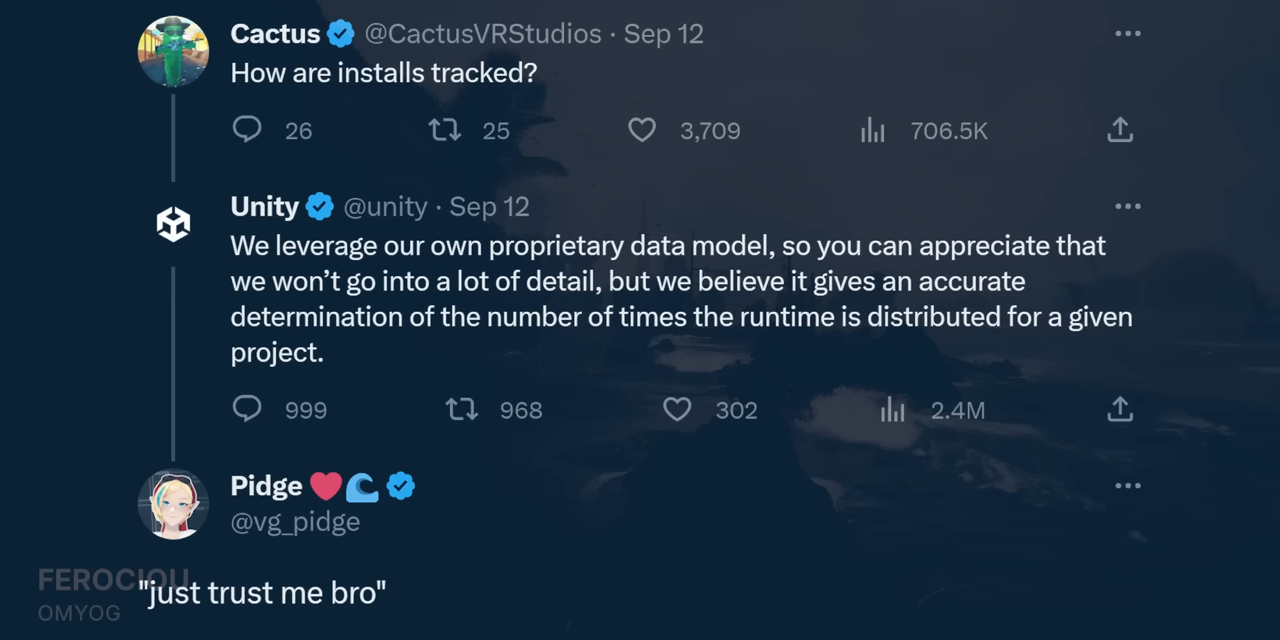 Cactus @CactusVRStudios · Sep 12
How are installs tracked?
26 25 3,709 706.5K
Unity @unity · Sep 12
We leverage our own proprietary data model, so you can appreciate that
we won’t go into a lot of detail, but we believe it gives an accurate
determination of the number of times the runtime is distributed for a given
project.
999 968 302 2.4M
Pidge ❤️🌊
@vg_pidge
FEROCIOU
"just trust me bro"
OMYOG